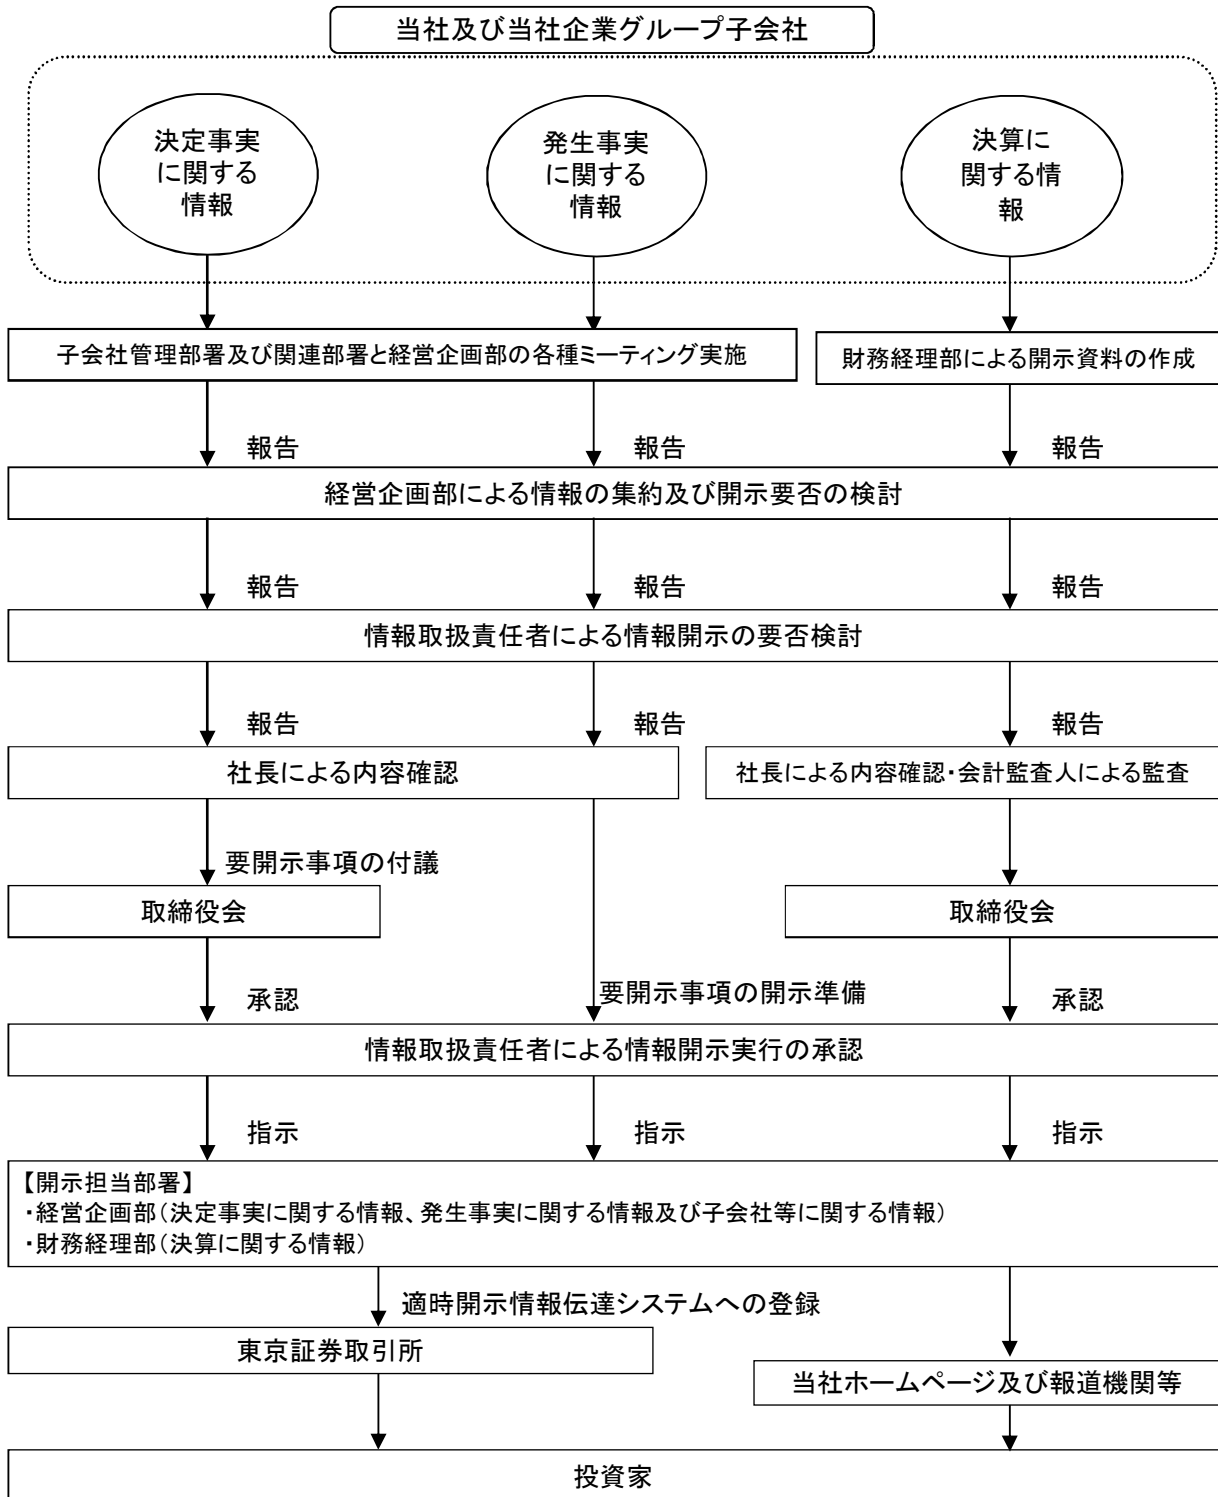 当社及び当社企業グループ子会社
決定事実
に関する
情報
発生事実
に関する
情報
決算に
関する情
報
子会社管理部署及び関連部署と経営企画部の各種ミーティング実施
財務経理部による開示資料の作成
報告
報告
報告
経営企画部による情報の集約及び開示要否の検討
報告
報告
報告
情報取扱責任者による情報開示の要否検討
報告
報告
報告
社長による内容確認
社長による内容確認・会計監査人による監査
要開示事項の付議
取締役会
取締役会
承認
要開示事項の開示準備
承認
情報取扱責任者による情報開示実行の承認
指示
指示
指示
【開示担当部署】
・経営企画部（決定事実に関する情報、発生事実に関する情報及び子会社等に関する情報）
・財務経理部（決算に関する情報）
適時開示情報伝達システムへの登録
東京証券取引所
当社ホームページ及び報道機関等
投資家